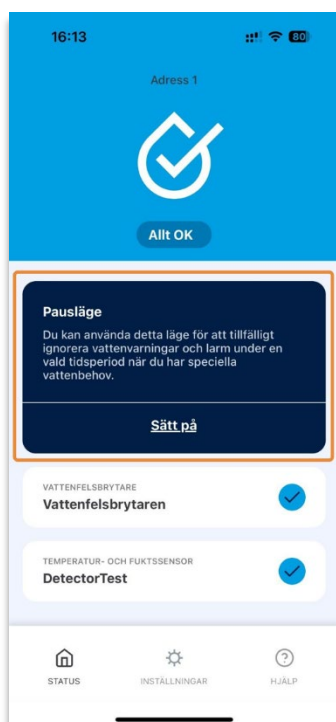 16:13
80
Adress 1
Allt OK
Pausläge
Du kan använda detta läge för att tillfälligt
ignorera vattenvarningar och larm under en
vald tidsperiod när du har speciella
vattenbehov.
Sätt på
VATTENFELSBRYTARE
Vattenfelsbrytaren
TEMPERATUR- OCH FUKTSSENSOR
DetectorTest
STATUS
INSTÄLLNINGAR
HJÄLP